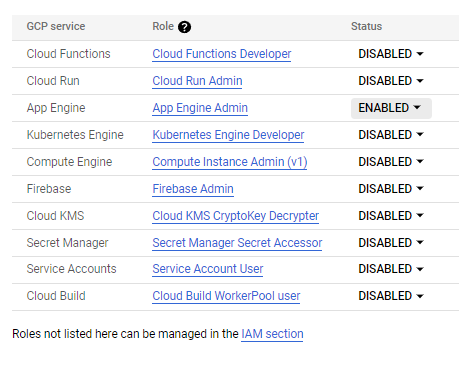 GCP service Role ? Status
Cloud Functions Cloud Functions Developer DISABLED
Cloud Run Cloud Run Admin DISABLED
App Engine App Engine Admin ENABLED
Kubernetes Engine Kubernetes Engine Developer DISABLED
Compute Engine Compute Instance Admin (v1) DISABLED
Firebase Firebase Admin DISABLED
Cloud KMS Cloud KMS CryptoKey Decrypter DISABLED
Secret Manager Secret Manager Secret Accessor DISABLED
Service Accounts Service Account User DISABLED
Cloud Build Cloud Build WorkerPool user DISABLED
Roles not listed here can be managed in the IAM section